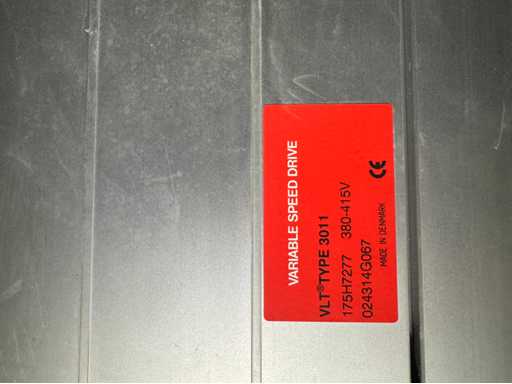 VARIABLE SPEED DRIVE
VLT®TYPE 3011
175H7277 380-415V
024314G067
MADE IN DENMARK CE